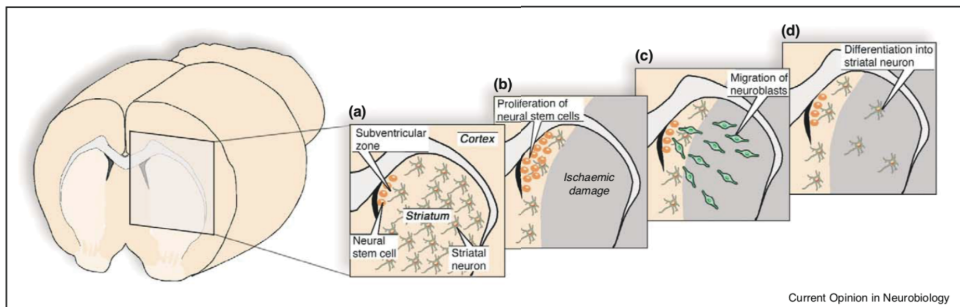 (a)
Subventricular
zone
Cortex
Striatum
Neural
stem cell
Striatal
neuron
(b)
Proliferation of
neural stem cells
Ischaemic
damage
(c)
Migration of
neuroblasts
(d)
Differentiation into
striatal neuron
Current Opinion in Neurobiology